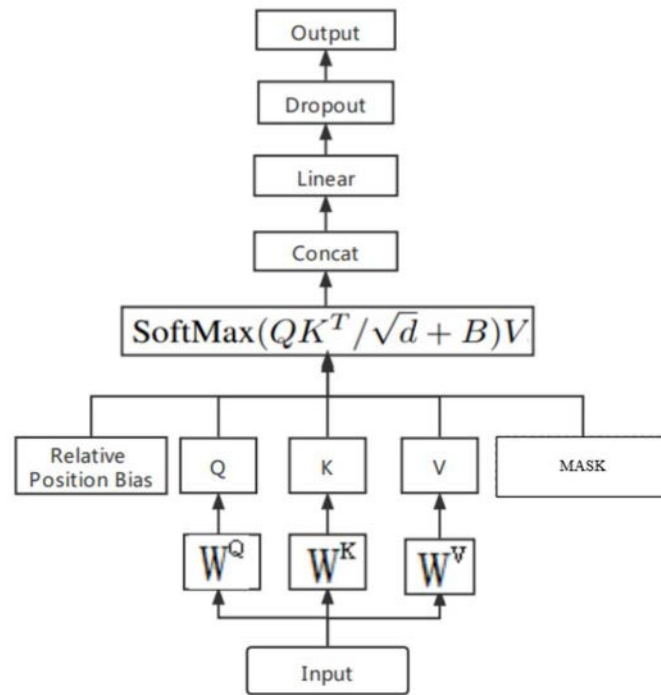 Output
Dropout
Linear
Concat
SoftMax(QK^T/√d + B)V
Relative
Position Bias
Q
K
V
MASK
W^Q
W^K
W^V
Input